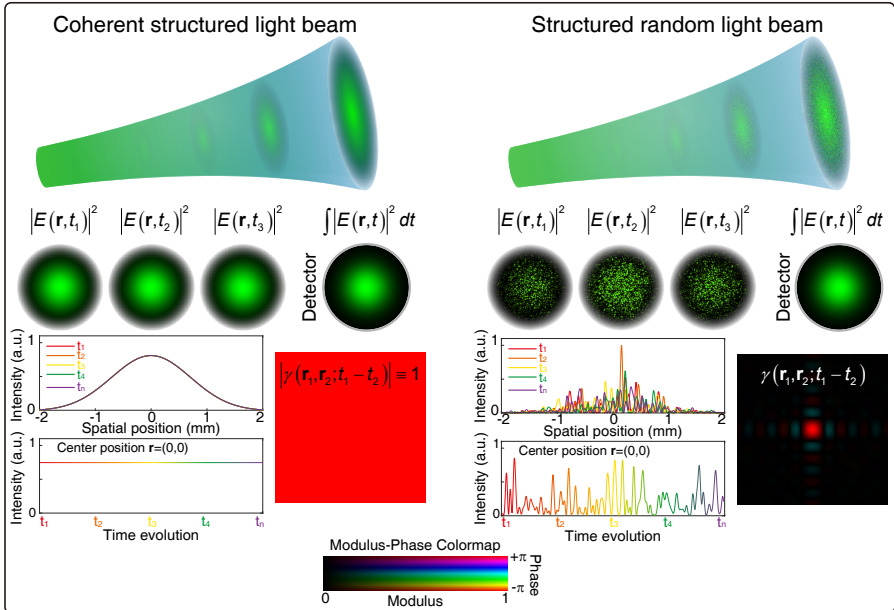 Coherent structured light beam
|E(r,t₁)|² |E(r,t₂)|² |E(r,t₃)|² ∫|E(r,t)|² dt
Detector
Intensity (a.u.)
1
0
t₁
t₂
t₃
t₄
tₙ
-2 -1 0 1 2
Spatial position (mm)
|γ(r₁,r₂;t₁−t₂)| ≡ 1
Intensity (a.u.)
1
0
Center position r=(0,0)
t₁ t₂ t₃ t₄ tₙ
Time evolution
Structured random light beam
|E(r,t₁)|² |E(r,t₂)|² |E(r,t₃)|² ∫|E(r,t)|² dt
Detector
Intensity (a.u.)
1
0
t₁
t₂
t₃
t₄
tₙ
-2 -1 0 1 2
Spatial position (mm)
γ(r₁,r₂;t₁−t₂)
Intensity (a.u.)
1
0
Center position r=(0,0)
t₁ t₂ t₃ t₄ tₙ
Time evolution
Modulus-Phase Colormap
+π
-π
Phase
0 Modulus 1